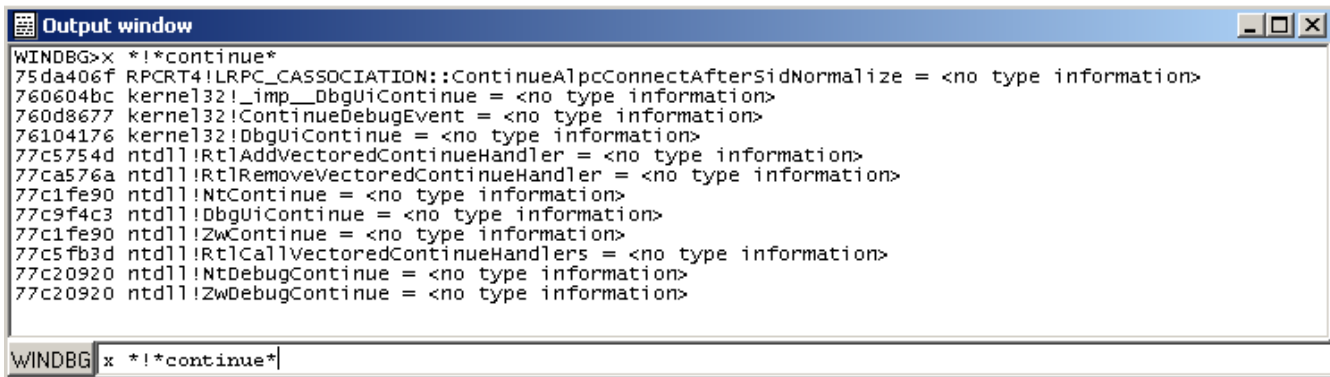 Output window
WINDBG>x *!*continue*
75da406f RPCRT4!LRPC_CASSOCIATION::ContinueAlpcConnectAfterSidNormalize = <no type information>
760604bc kernel32!_imp__DbgUiContinue = <no type information>
760d8677 kernel32!ContinueDebugEvent = <no type information>
76104176 kernel32!DbgUiContinue = <no type information>
77c5754d ntdll!RtlAddVectoredContinueHandler = <no type information>
77ca576a ntdll!RtlRemoveVectoredContinueHandler = <no type information>
77c1fe90 ntdll!NtContinue = <no type information>
77c9f4c3 ntdll!DbgUiContinue = <no type information>
77c1fe90 ntdll!ZwContinue = <no type information>
77c5fb3d ntdll!RtlCallVectoredContinueHandlers = <no type information>
77c20920 ntdll!NtDebugContinue = <no type information>
77c20920 ntdll!ZwDebugContinue = <no type information>
WINDBG x *!*continue*